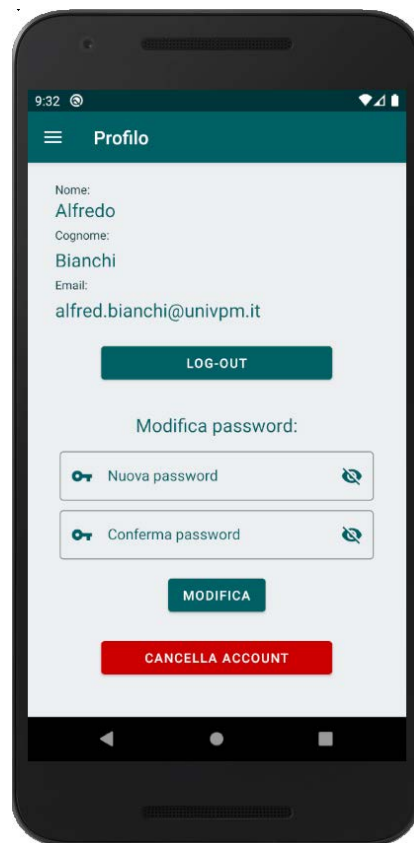 9:32
Profilo
Nome:
Alfredo
Cognome:
Bianchi
Email:
alfred.bianchi@univpm.it
LOG-OUT
Modifica password:
Nuova password
Conferma password
MODIFICA
CANCELLA ACCOUNT